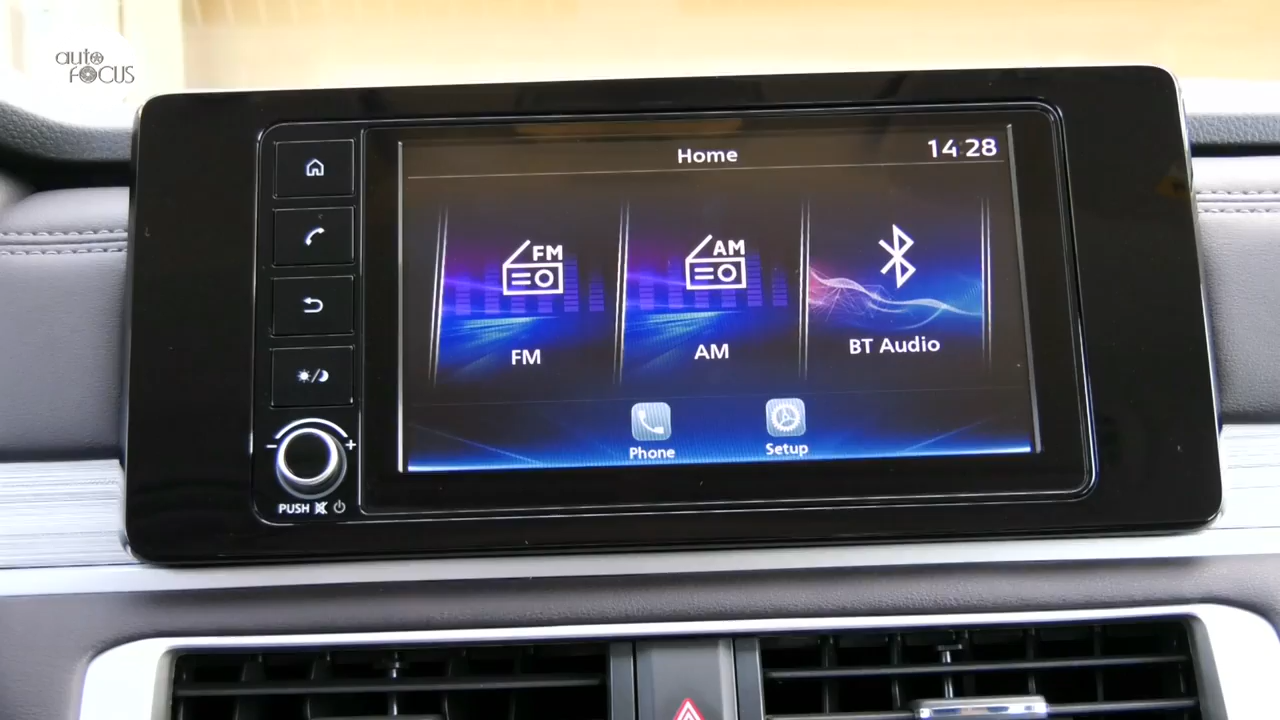 auto
FOCUS
Home
14:28
FM
AM
FM
AM
BT Audio
Phone
Setup
- +
PUSH